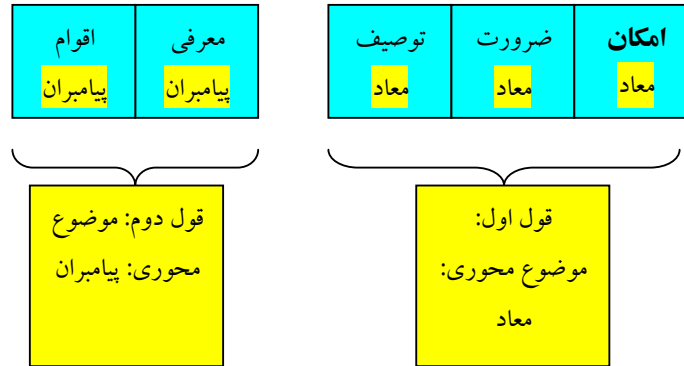 امکان
معاد
ضرورت
معاد
توصیف
معاد
معرفی
پیامبران
اقوام
پیامبران
قول اول:
موضوع محوری:
معاد
قول دوم: موضوع
محوری: پیامبران